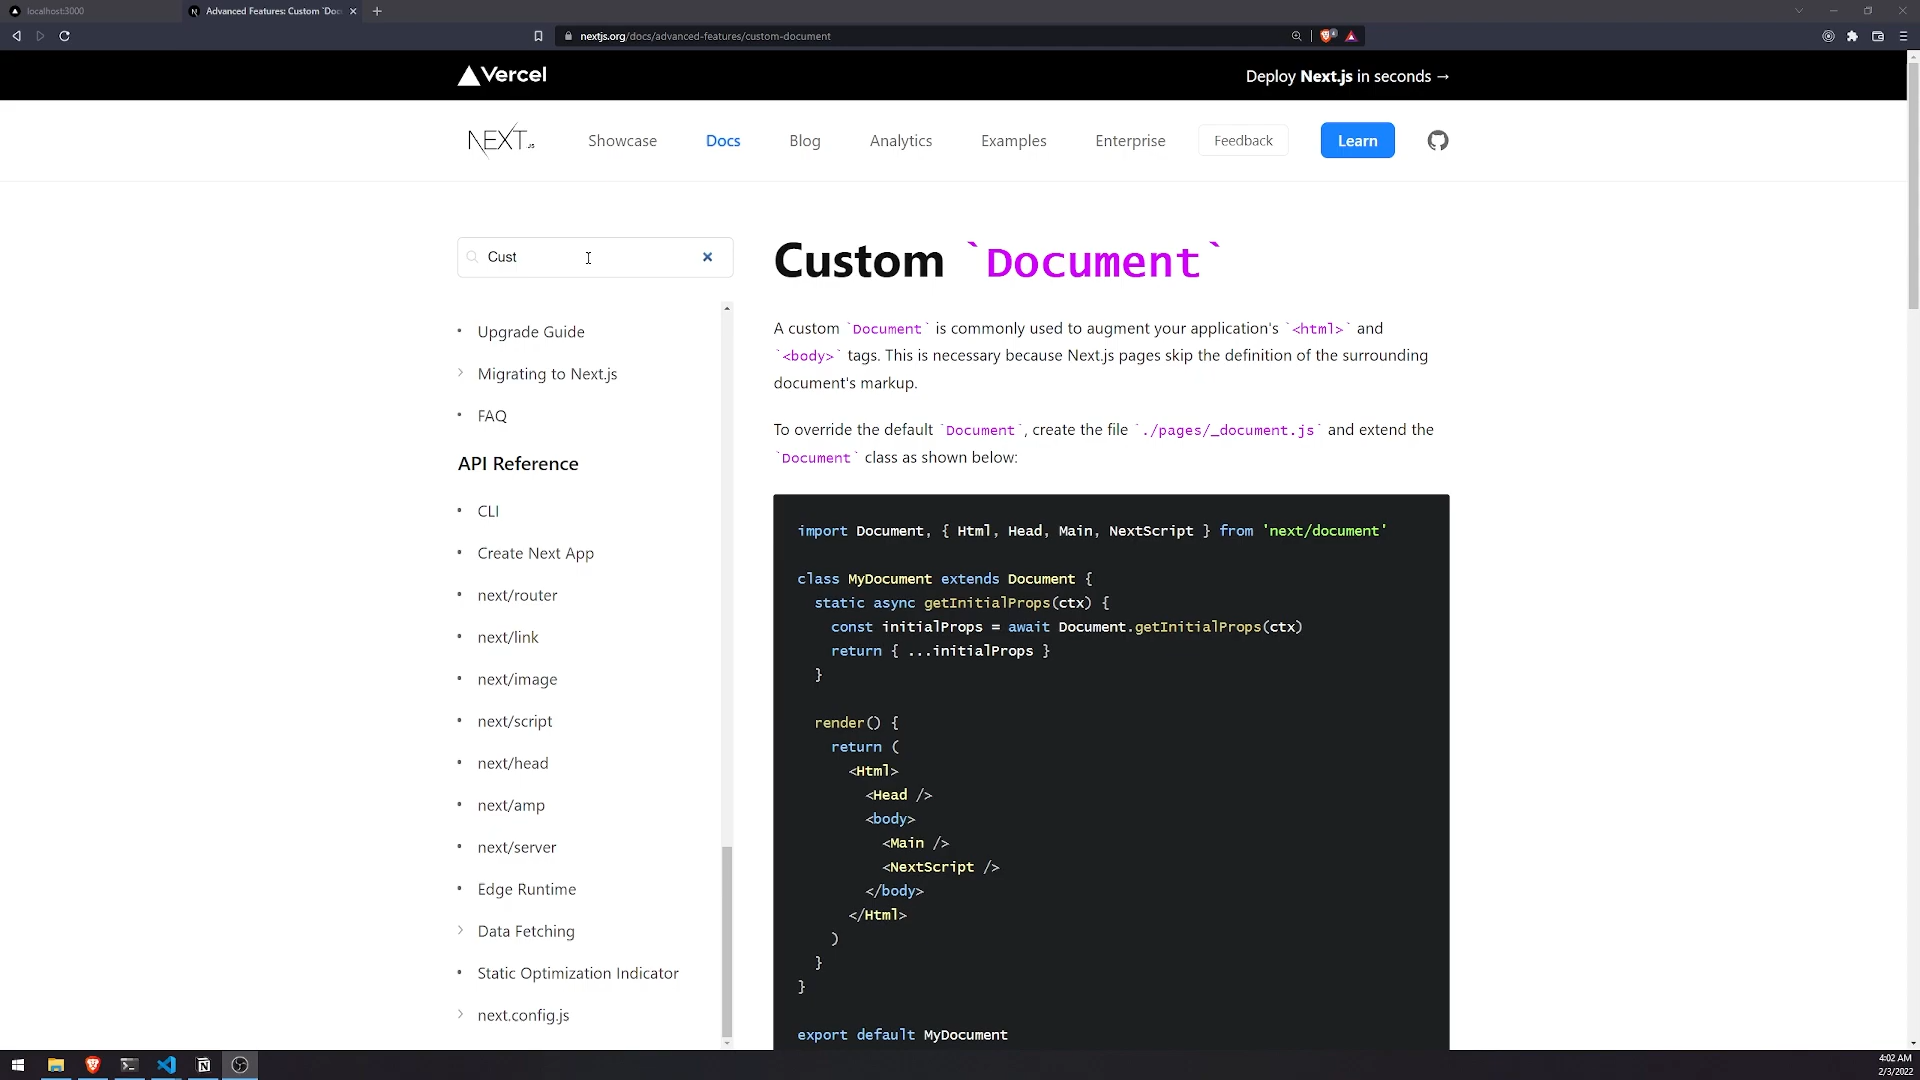 localhost:3000
Advanced Features: Custom `Doc
nextjs.org/docs/advanced-features/custom-document
Vercel
Deploy Next.js in seconds →
NEXT.JS
Showcase
Docs
Blog
Analytics
Examples
Enterprise
Feedback
Learn
Cust
Upgrade Guide
Migrating to Next.js
FAQ
API Reference
CLI
Create Next App
next/router
next/link
next/image
next/script
next/head
next/amp
next/server
Edge Runtime
Data Fetching
Static Optimization Indicator
next.config.js
Custom `Document`
A custom `Document` is commonly used to augment your application's `<html>` and
`<body>` tags. This is necessary because Next.js pages skip the definition of the surrounding
document's markup.
To override the default `Document`, create the file `./pages/_document.js` and extend the
`Document` class as shown below:
import Document, { Html, Head, Main, NextScript } from 'next/document'
class MyDocument extends Document {
static async getInitialProps(ctx) {
const initialProps = await Document.getInitialProps(ctx)
return { ...initialProps }
}
render() {
return (
<Html>
<Head />
<body>
<Main />
<NextScript />
</body>
</Html>
)
}
}
export default MyDocument
4:02 AM
2/3/2022